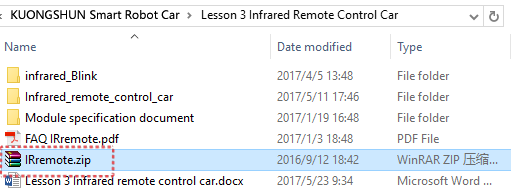 KUONGSHUN Smart Robot Car > Lesson 3 Infrared Remote Control Car
Name Date modified Type
infrared_Blink 2017/4/5 13:48 File folder
Infrared_remote_control_car 2017/5/11 17:46 File folder
Module specification document 2017/1/19 16:48 File folder
FAQ IRremote.pdf 2017/1/3 18:48 PDF File
IRremote.zip 2016/9/12 18:42 WinRAR ZIP 压缩...
Lesson 3 Infrared remote control car.docx 2017/5/23 9:34 Microsoft Word ...